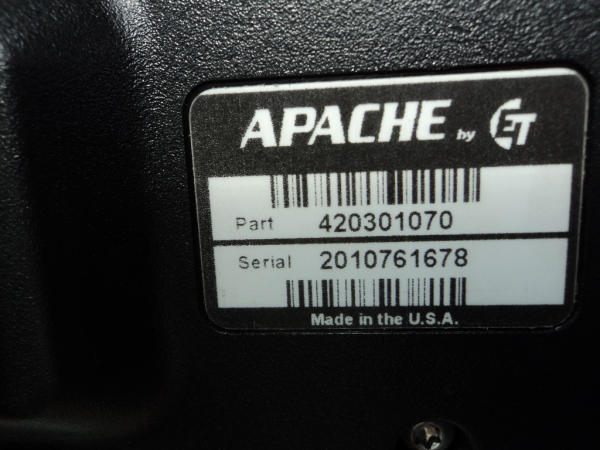 APACHE by ET
Part 420301070
Serial 2010761678
Made in the U.S.A.